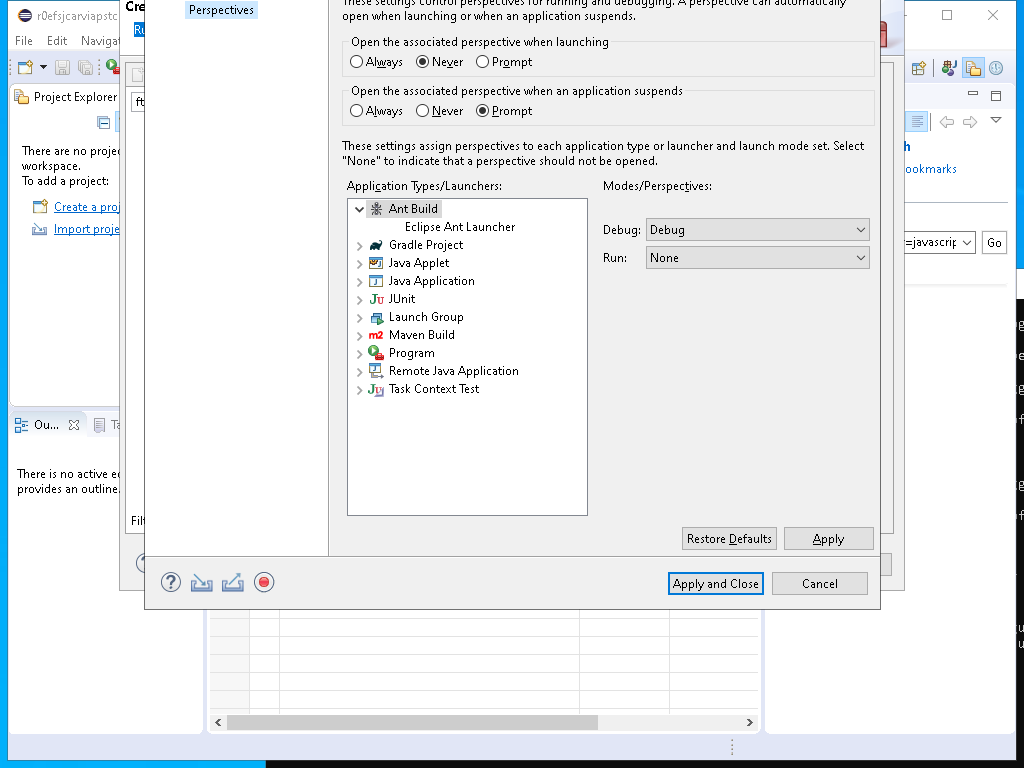 r0efsjcarviapstc
Cre
Perspectives
These settings control perspectives for running and debugging. A perspective can automatically
open when launching or when an application suspends.
File Edit Navigat
Ru
Open the associated perspective when launching
Always Never Prompt
Project Explorer
Open the associated perspective when an application suspends
Always Never Prompt
ft
There are no proje
workspace.
To add a project:
Create a proj
Import proje
These settings assign perspectives to each application type or launcher and launch mode set. Select
"None" to indicate that a perspective should not be opened.
h
ookmarks
Application Types/Launchers:
Modes/Perspectives:
Ant Build
Eclipse Ant Launcher
Gradle Project
Java Applet
Java Application
JUnit
Launch Group
Maven Build
Program
Remote Java Application
Task Context Test
Debug: Debug
Run: None
=javascrip Go
Ou...
Ta
There is no active ed
provides an outline.
Filt
Restore Defaults Apply
Apply and Close Cancel